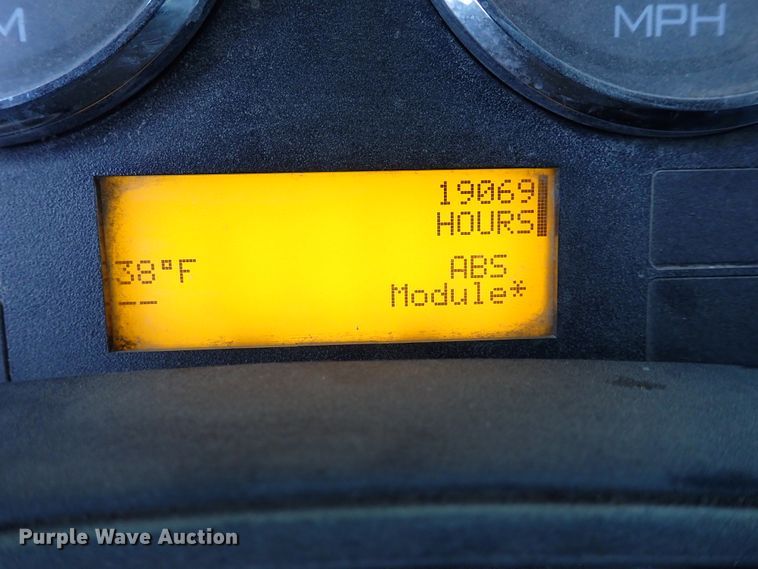 M
MPH
19069
HOURS
38°F
ABS
--
Module*
Purple Wave Auction